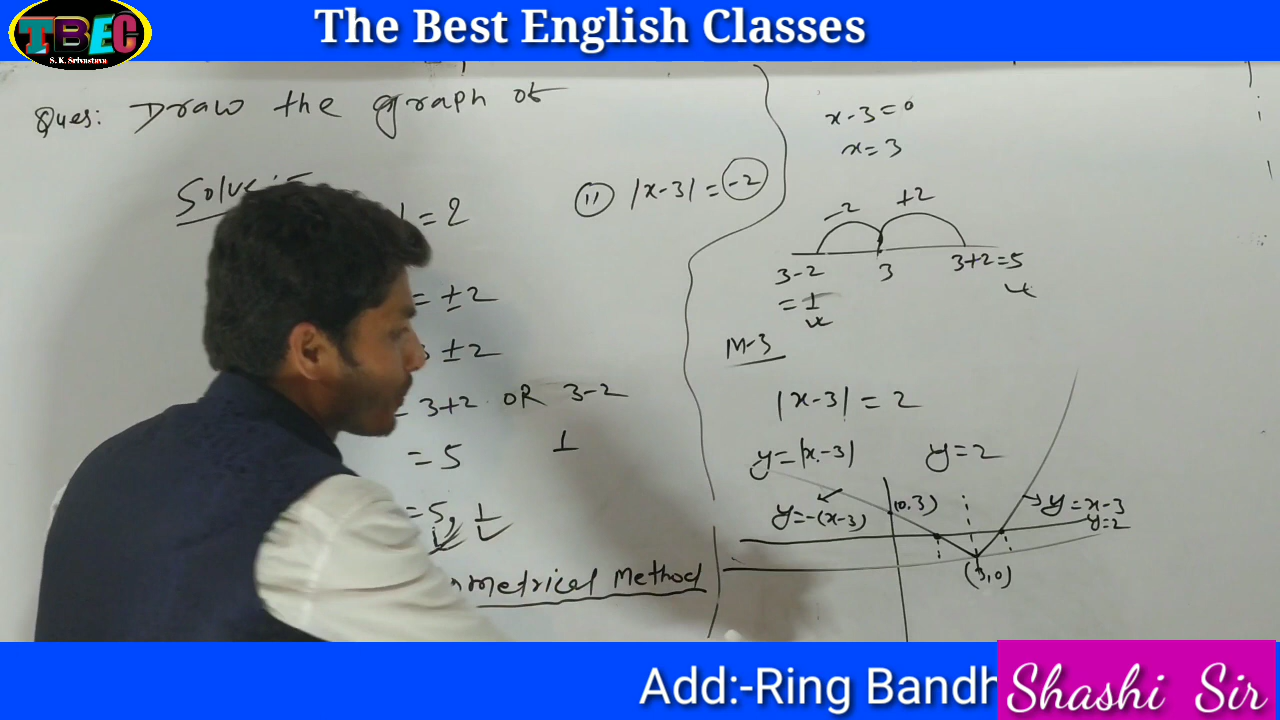 TBEC
S. K. Srivastava
The Best English Classes
Ques: Draw the graph of
Solve:-
= 2
(ii) |x-3| = -2
= ±2
± 2
= 3+2 OR 3-2
= 5 1
= 5, 1
metrical Method
x-3=0
x=3
-2 +2
3-2 3 3+2=5
= 1
M-3
|x-3| = 2
y=|x-3| y=2
y=-(x-3) (0,3) y=x-3
y=2
(3,0)
Add:-Ring Bandh
Shashi Sir